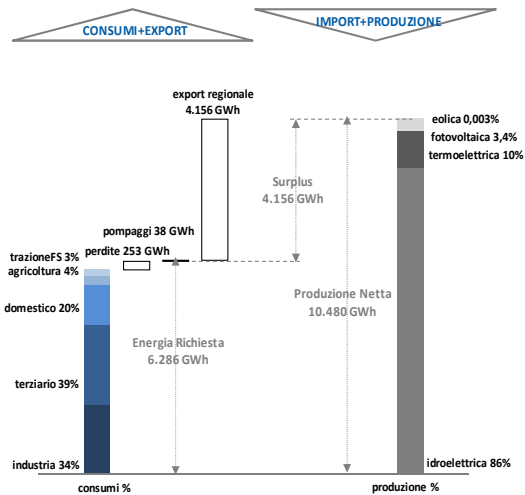 CONSUMI+EXPORT
IMPORT+PRODUZIONE
export regionale
4.156 GWh
eolica 0,003%
fotovoltaica 3,4%
termoelettrica 10%
Surplus
4.156 GWh
pompaggi 38 GWh
perdite 253 GWh
trazioneFS 3%
agricoltura 4%
domestico 20%
Produzione Netta
10.480 GWh
Energia Richiesta
6.286 GWh
terziario 39%
industria 34%
idroelettrica 86%
consumi %
produzione %